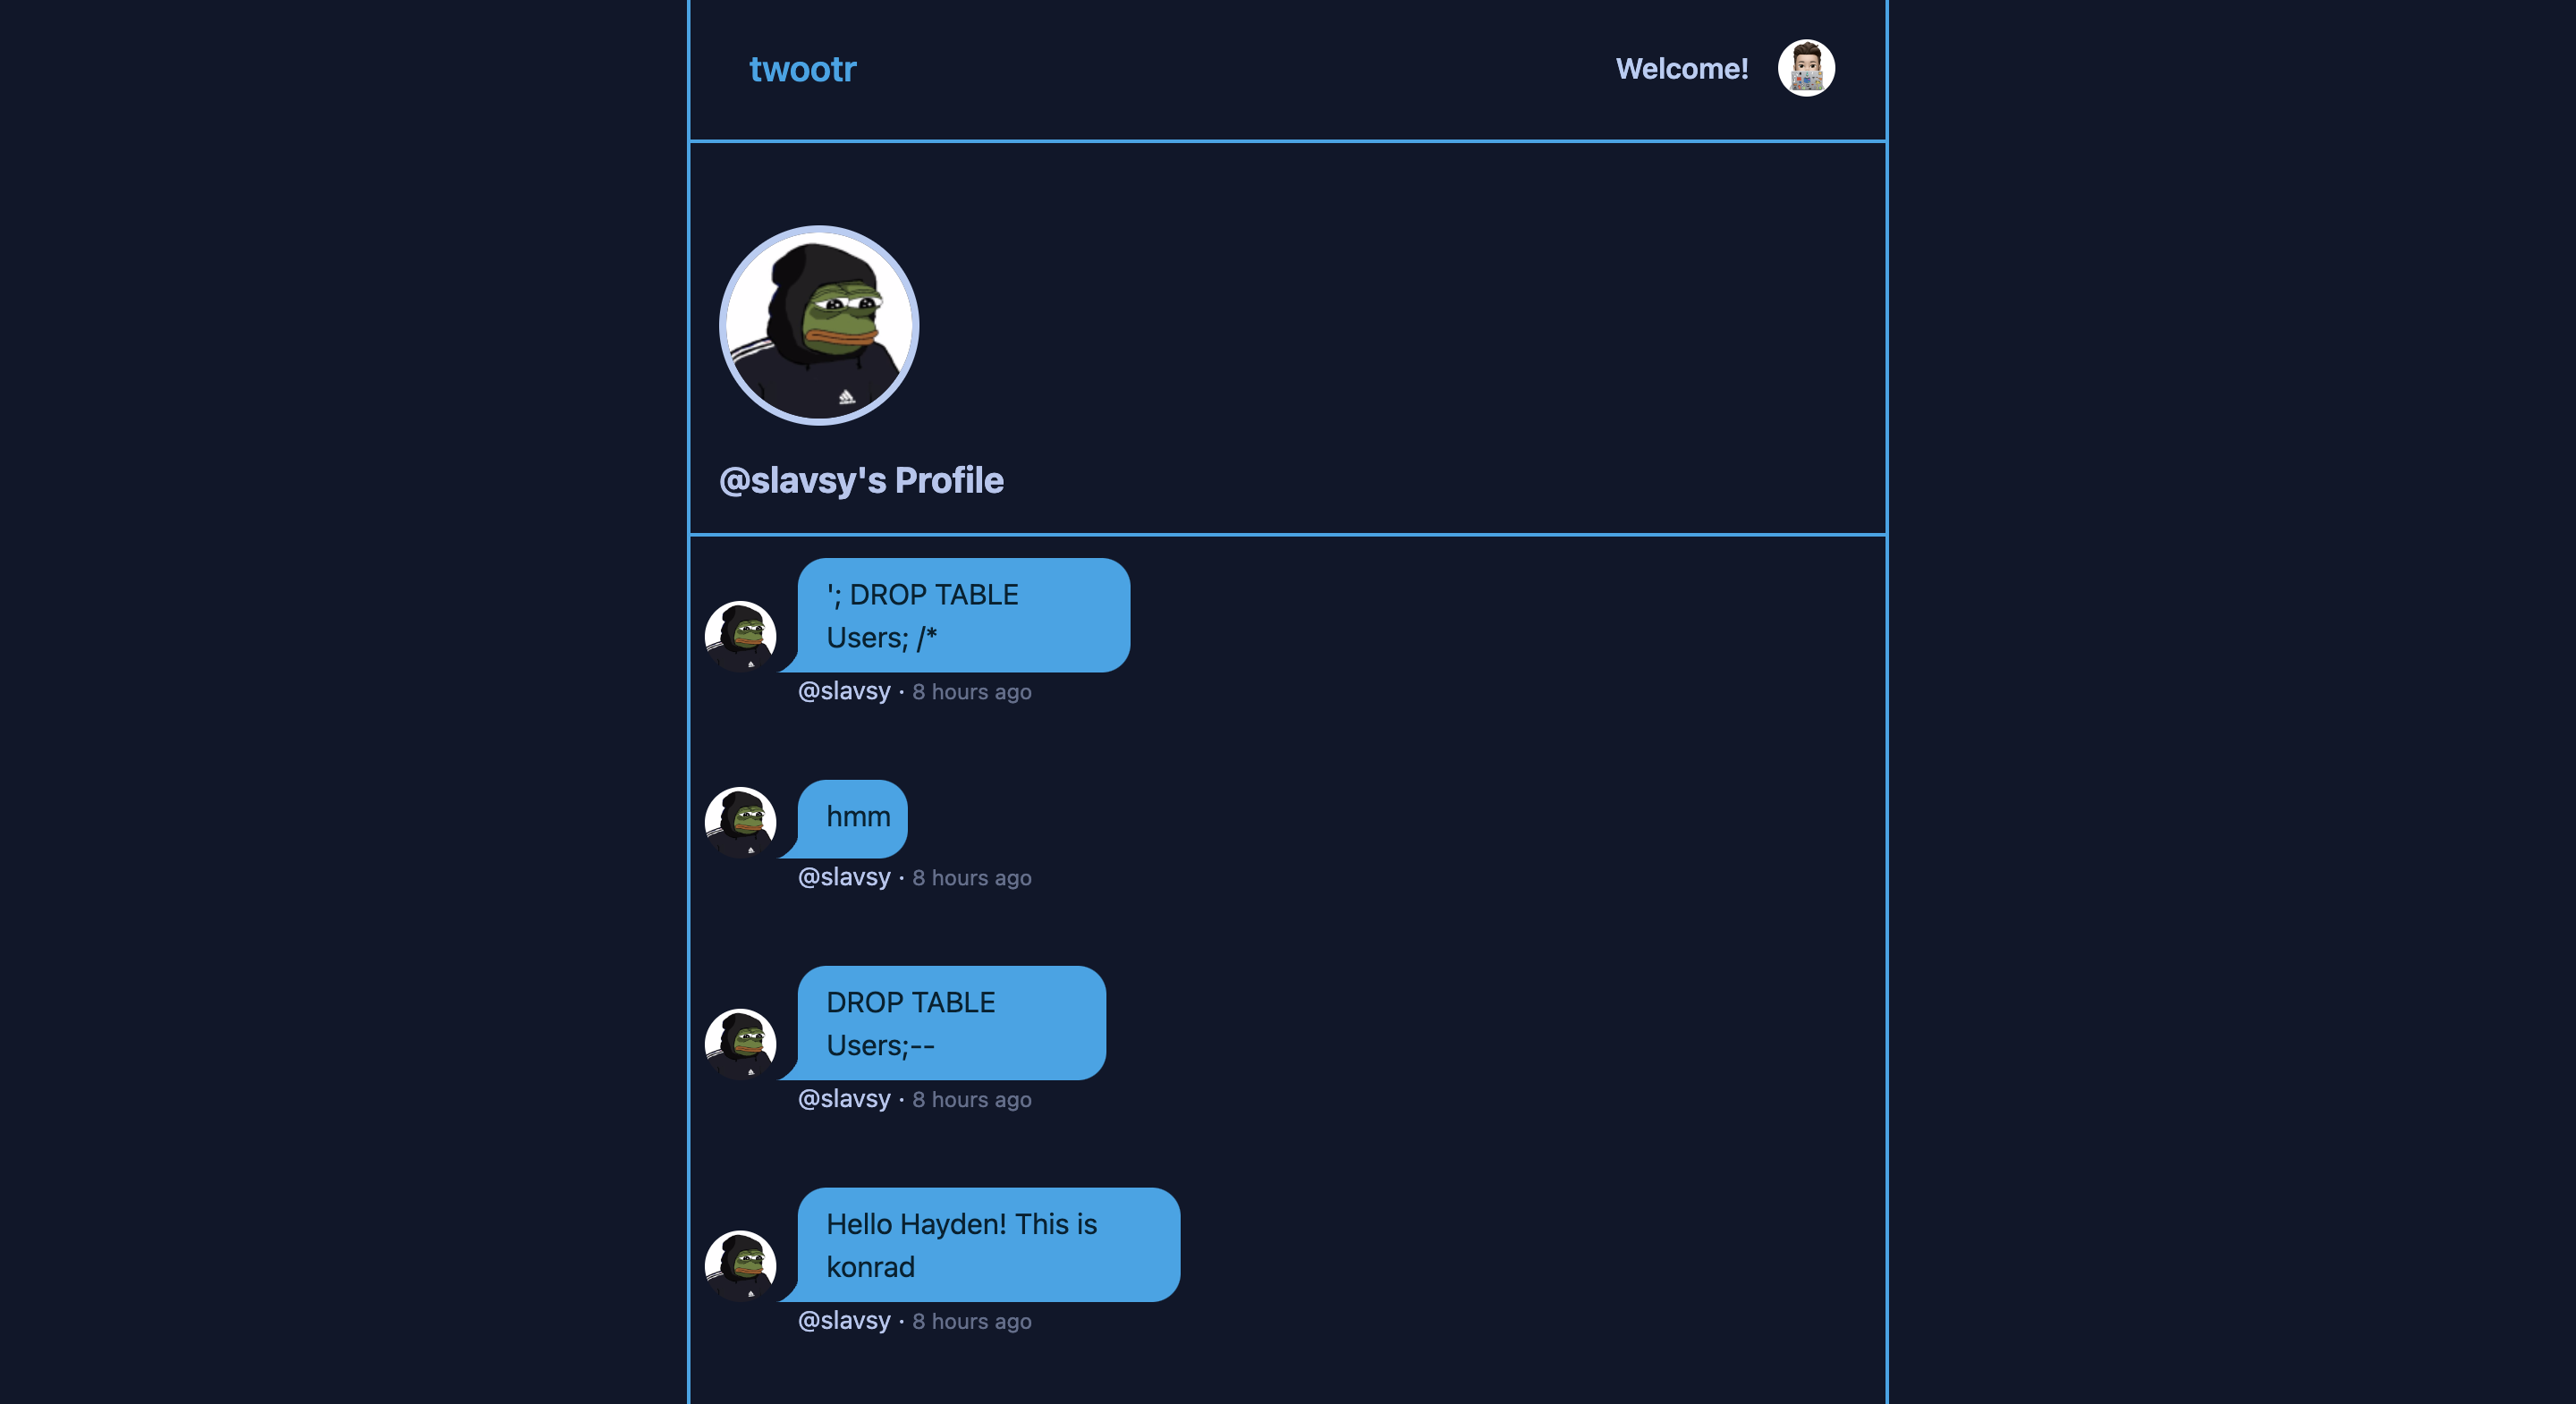 twootr
Welcome!
@slavsy's Profile
'; DROP TABLE
Users; /*
@slavsy · 8 hours ago
hmm
@slavsy · 8 hours ago
DROP TABLE
Users;--
@slavsy · 8 hours ago
Hello Hayden! This is
konrad
@slavsy · 8 hours ago